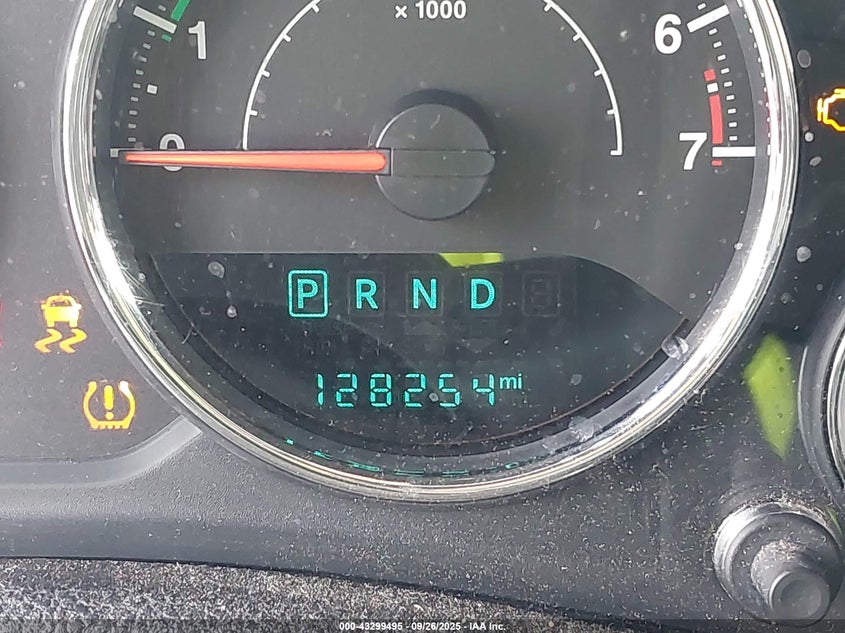 x 1000
1
6
0
7
P R N D
128254 mi
000-43299495 - 09/26/2025 - IAA Inc.